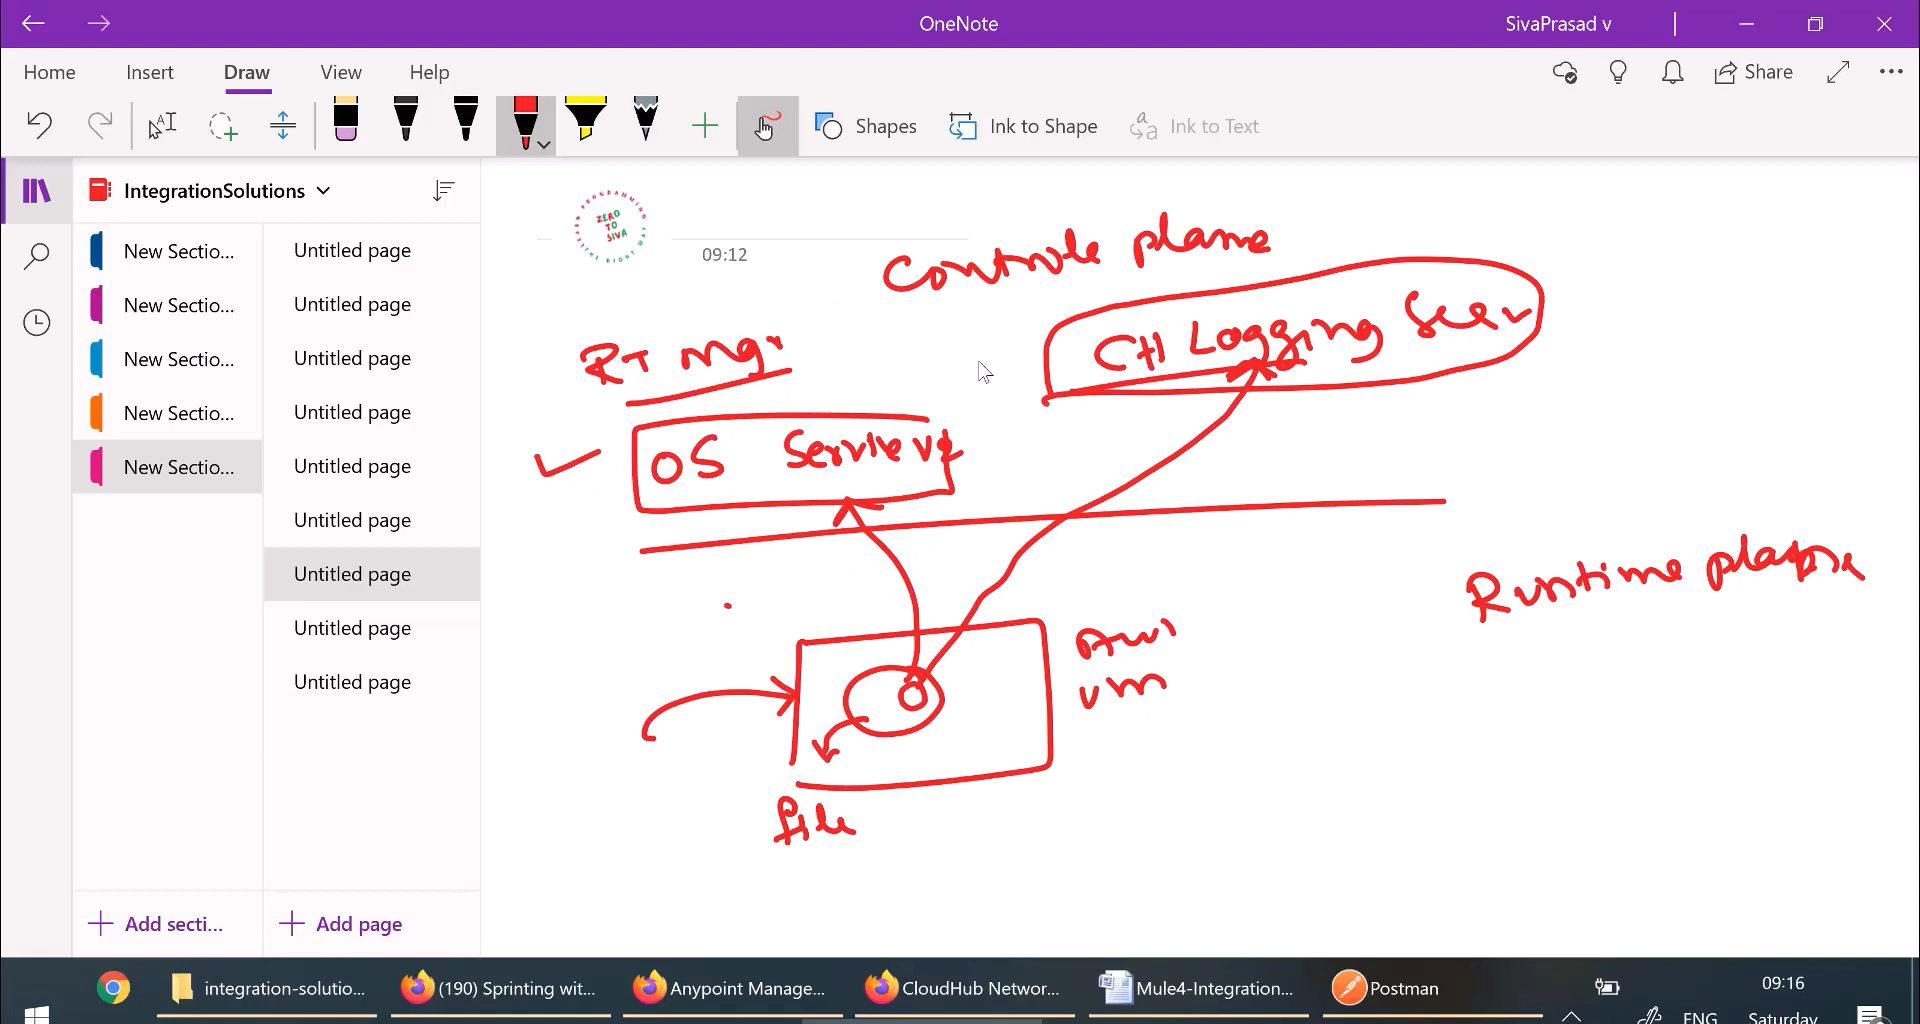 OneNote
SivaPrasad v
Home Insert Draw View Help
Share
Shapes
Ink to Shape
Ink to Text
IntegrationSolutions
New Sectio...
New Sectio...
New Sectio...
New Sectio...
New Sectio...
Untitled page
Untitled page
Untitled page
Untitled page
Untitled page
Untitled page
Untitled page
Untitled page
Untitled page
Add secti...
Add page
ZERO
TO
SIVA
09:12
Controle plane
RT Mgr
CH Logging Serv
OS
Runtime plane
VM
file
(190) Sprinting wit...
integration-solutio...
Anypoint Manage...
CloudHub Networ...
Mule4-Integration...
Postman
09:16
ENG
Saturday